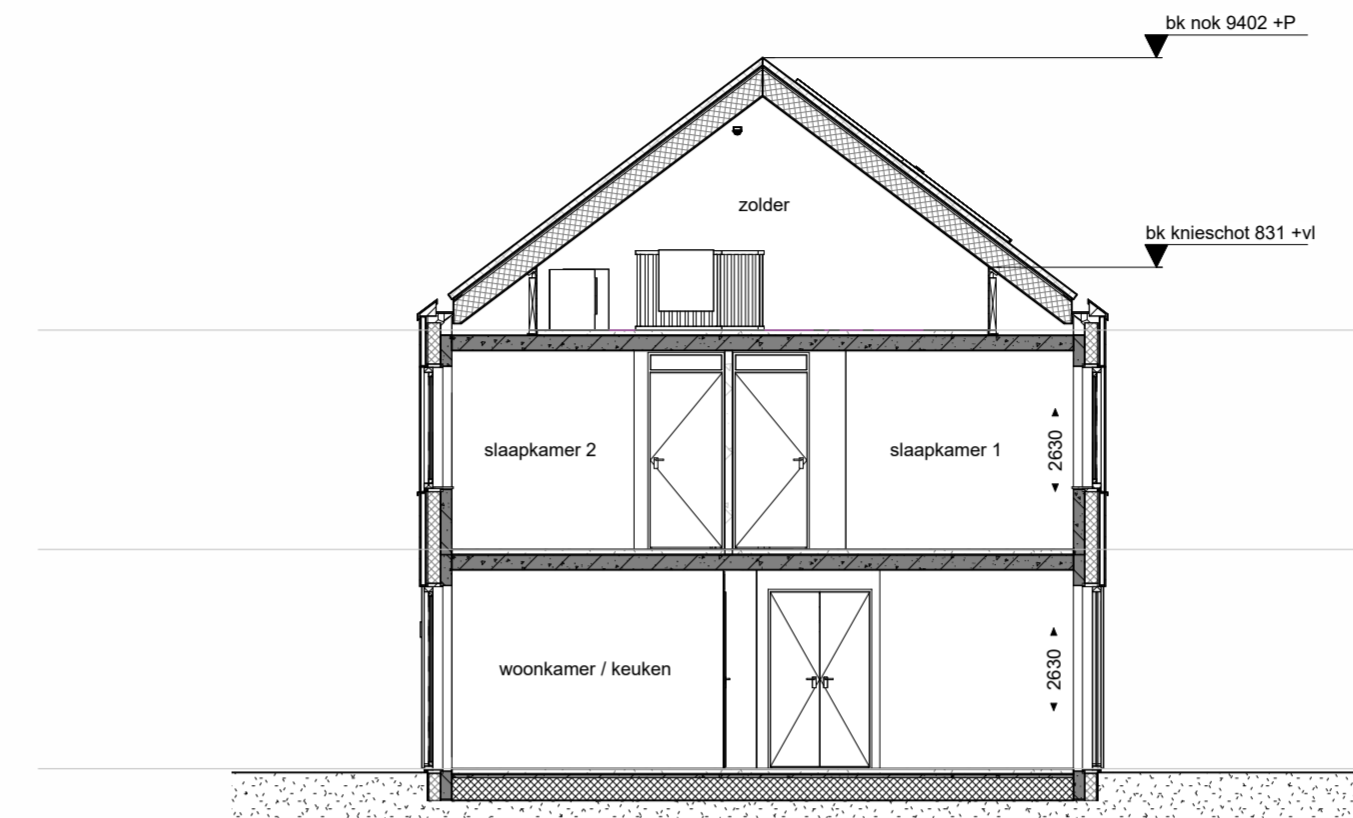 bk nok 9402 +P
zolder
bk knieschot 831 +vl
slaapkamer 2
slaapkamer 1
2630
woonkamer / keuken
2630